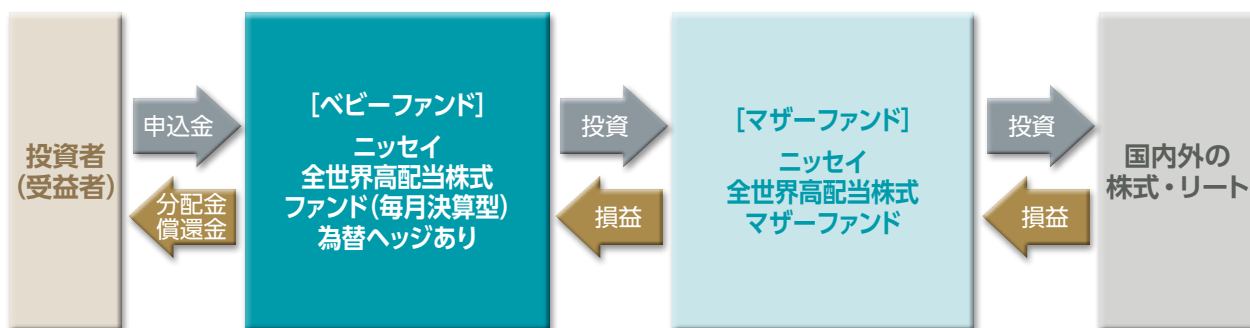 投資者
(受益者)
申込金
分配金
償還金
[ベビーファンド]
ニッセイ
全世界高配当株式
ファンド(毎月決算型)
為替ヘッジあり
投資
損益
[マザーファンド]
ニッセイ
全世界高配当株式
マザーファンド
投資
損益
国内外の
株式・リート